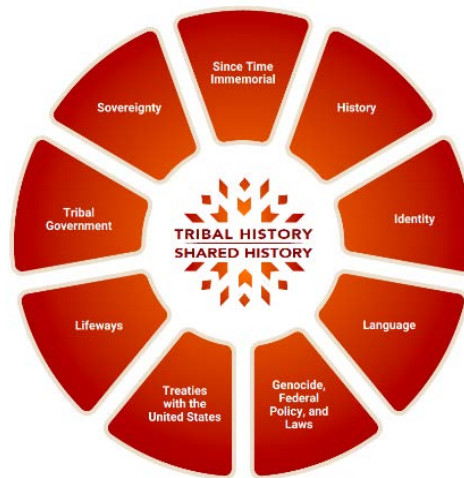 Since Time
Immemorial
History
Identity
Language
Genocide,
Federal
Policy, and
Laws
Treaties
with the
United States
Lifeways
Tribal
Government
Sovereignty
TRIBAL HISTORY
SHARED HISTORY